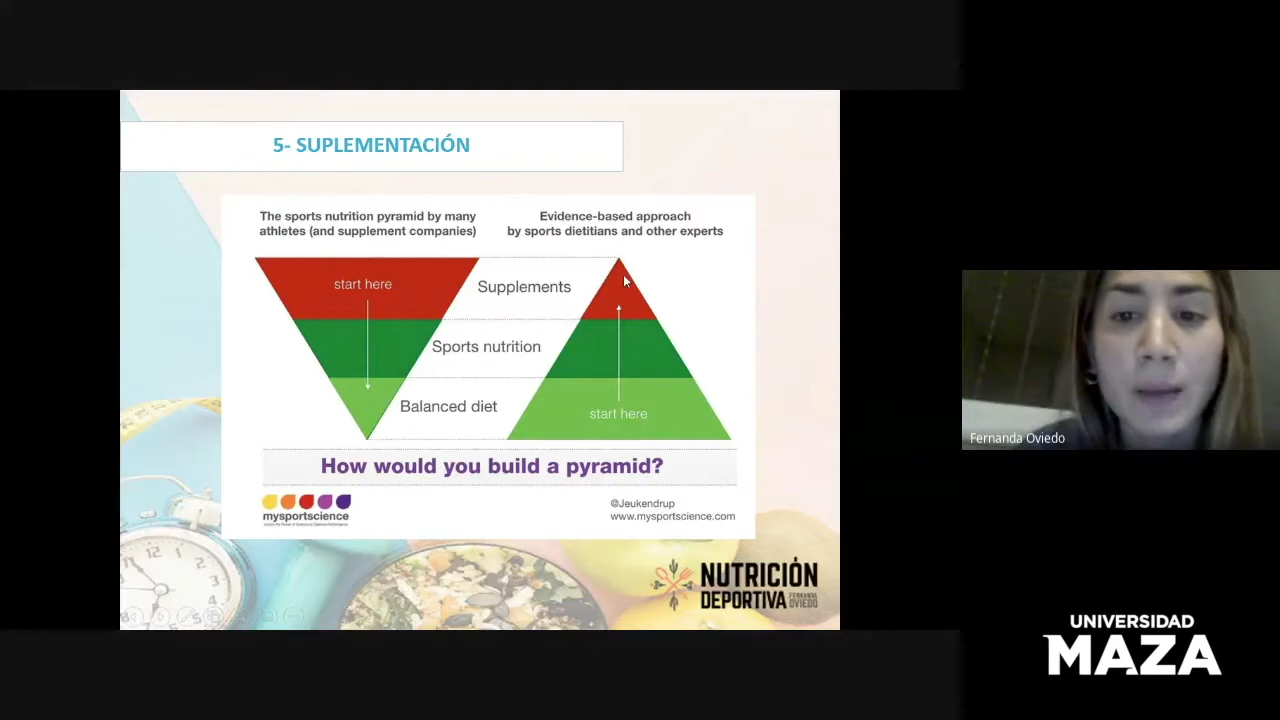 5- SUPLEMENTACIÓN
The sports nutrition pyramid by many
athletes (and supplement companies)
Evidence-based approach
by sports dietitians and other experts
start here
Supplements
Sports nutrition
Balanced diet
start here
How would you build a pyramid?
mysportscience
@Jeukendrup
www.mysportscience.com
NUTRICIÓN
DEPORTIVA
FERNANDA
OVIEDO
Fernanda Oviedo
UNIVERSIDAD
MAZA